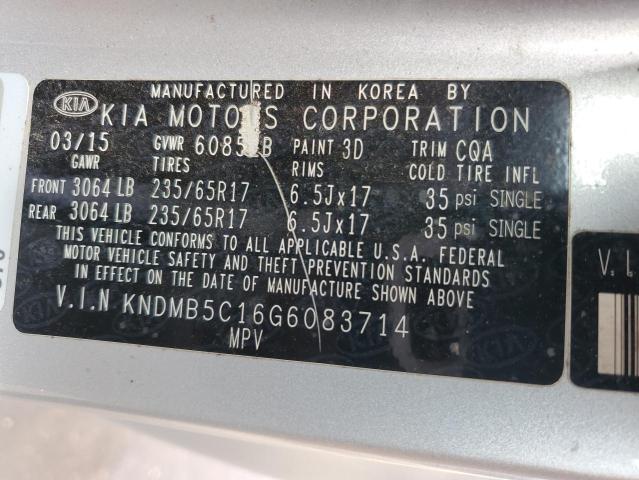 MANUFACTURED IN KOREA BY
KIA KIA MOTORS CORPORATION
03/15 GVWR 6085LB PAINT 3D TRIM CQA
GAWR TIRES RIMS COLD TIRE INFL
FRONT 3064 LB 235/65R17 6.5Jx17 35 psi SINGLE
REAR 3064 LB 235/65R17 6.5Jx17 35 psi SINGLE
THIS VEHICLE CONFORMS TO ALL APPLICABLE U.S.A. FEDERAL
MOTOR VEHICLE SAFETY AND THEFT PREVENTION STANDARDS
IN EFFECT ON THE DATE OF MANUFACTURE SHOWN ABOVE.
V.I.N KNDMB5C16G6083714
MPV
V.I